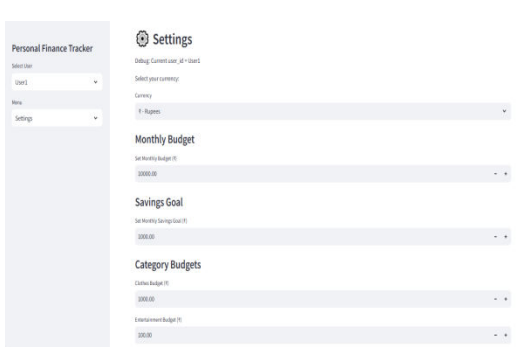 Personal Finance Tracker
Select User
User1
Menu
Settings
Settings
Debug: Current user_id = User1
Select your currency:
Currency
₹ - Rupees
Monthly Budget
Set Monthly Budget (₹)
10000.00
- +
Savings Goal
Set Monthly Savings Goal (₹)
1000.00
- +
Category Budgets
Clothes Budget (₹)
1000.00
- +
Entertainment Budget (₹)
100.00
- +